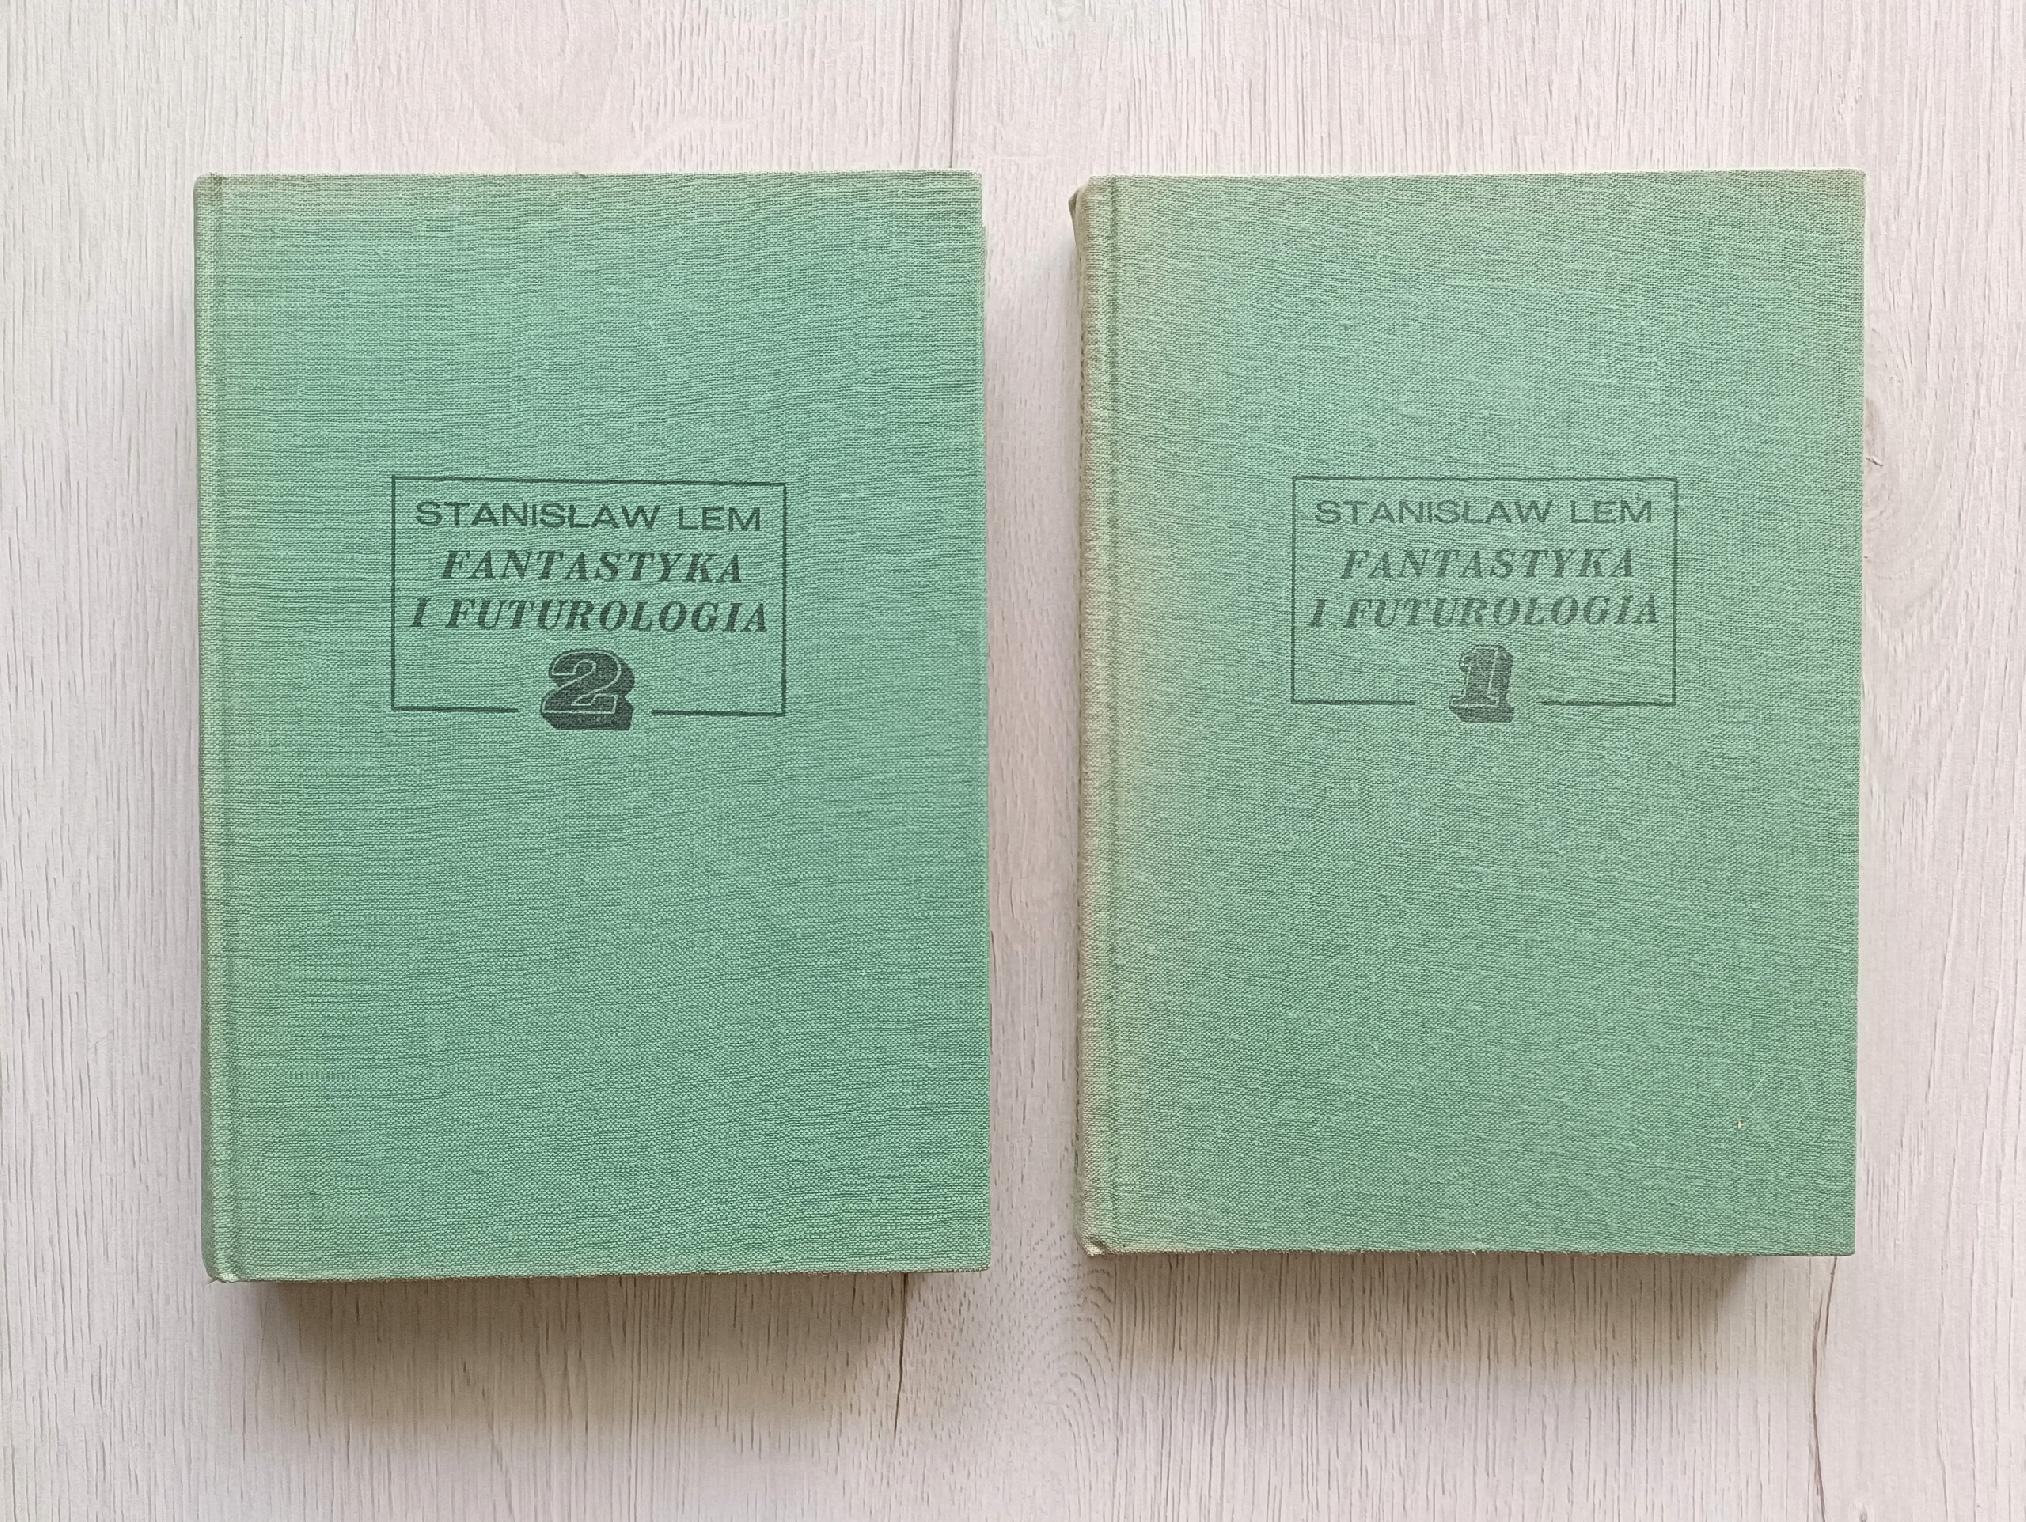 STANISŁAW LEM
FANTASTYKA
I FUTUROLOGIA
2
STANISŁAW LEM
FANTASTYKA
I FUTUROLOGIA
1